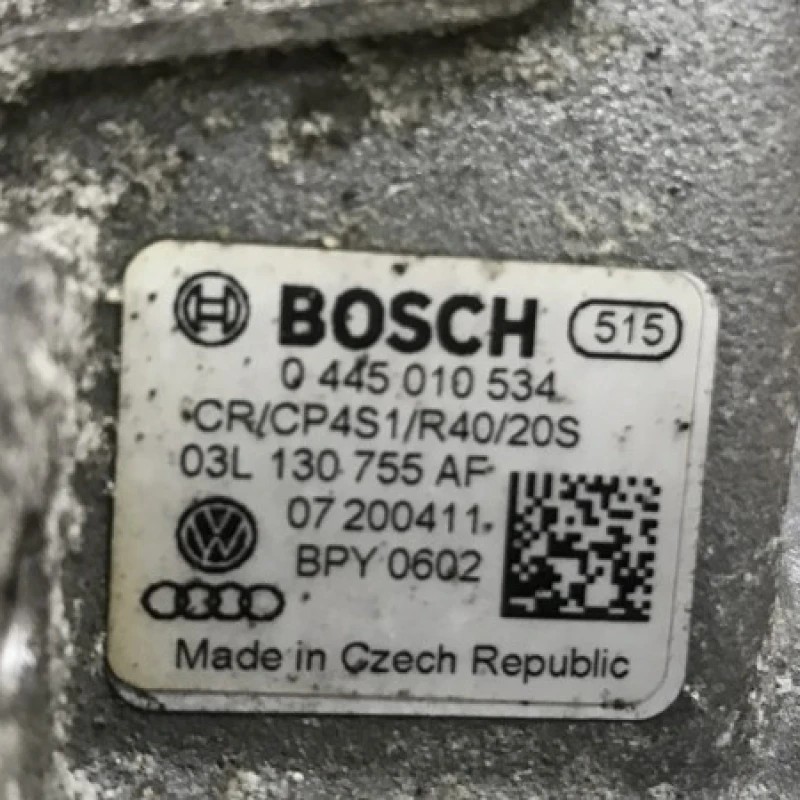 BOSCH 515
0 445 010 534
CR/CP4S1/R40/20S
03L 130 755 AF
07 200411
BPY 0602
Made in Czech Republic